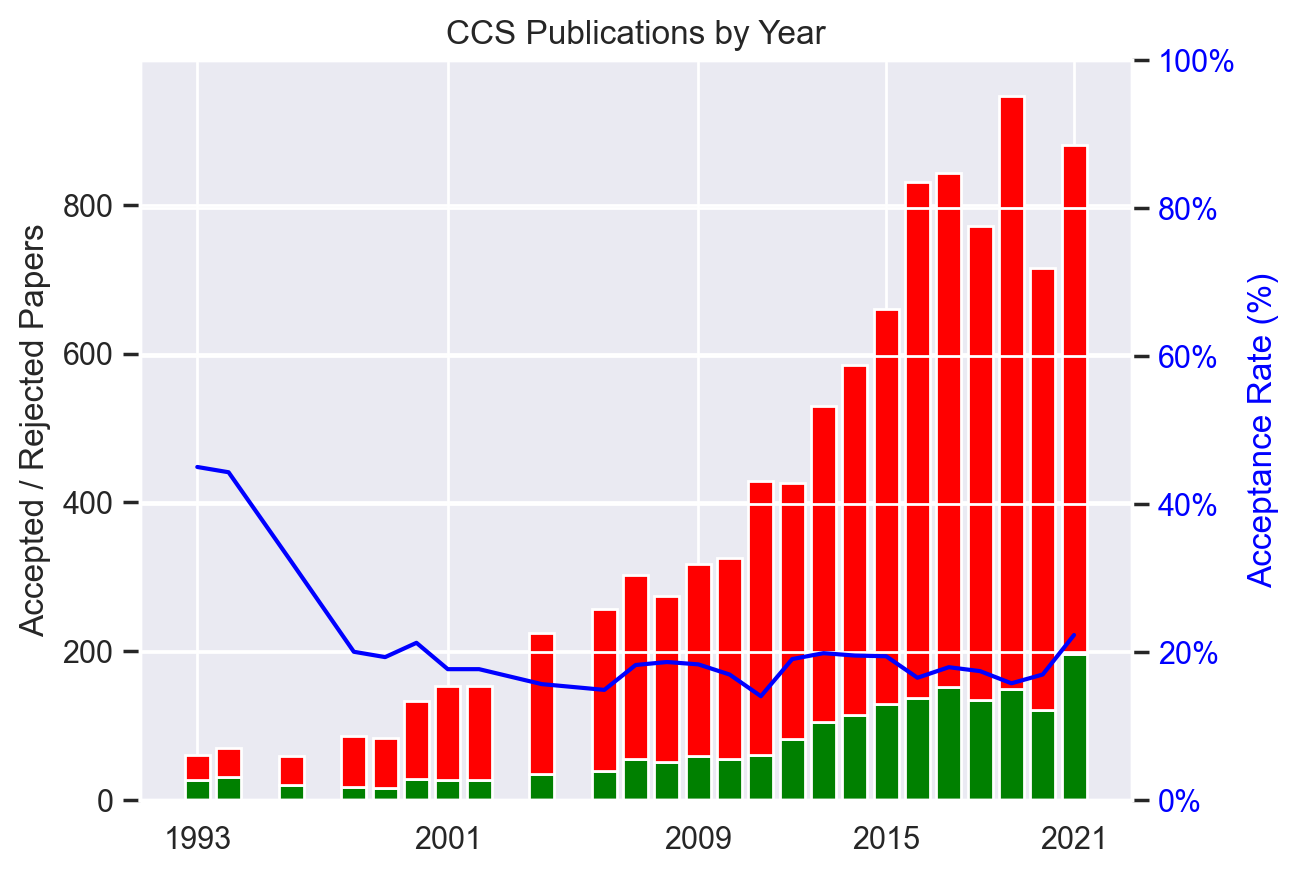 CCS Publications by Year
Accepted / Rejected Papers
800
600
400
200
0
100%
80%
60%
40%
20%
0%
Acceptance Rate (%)
1993 2001 2009 2015 2021